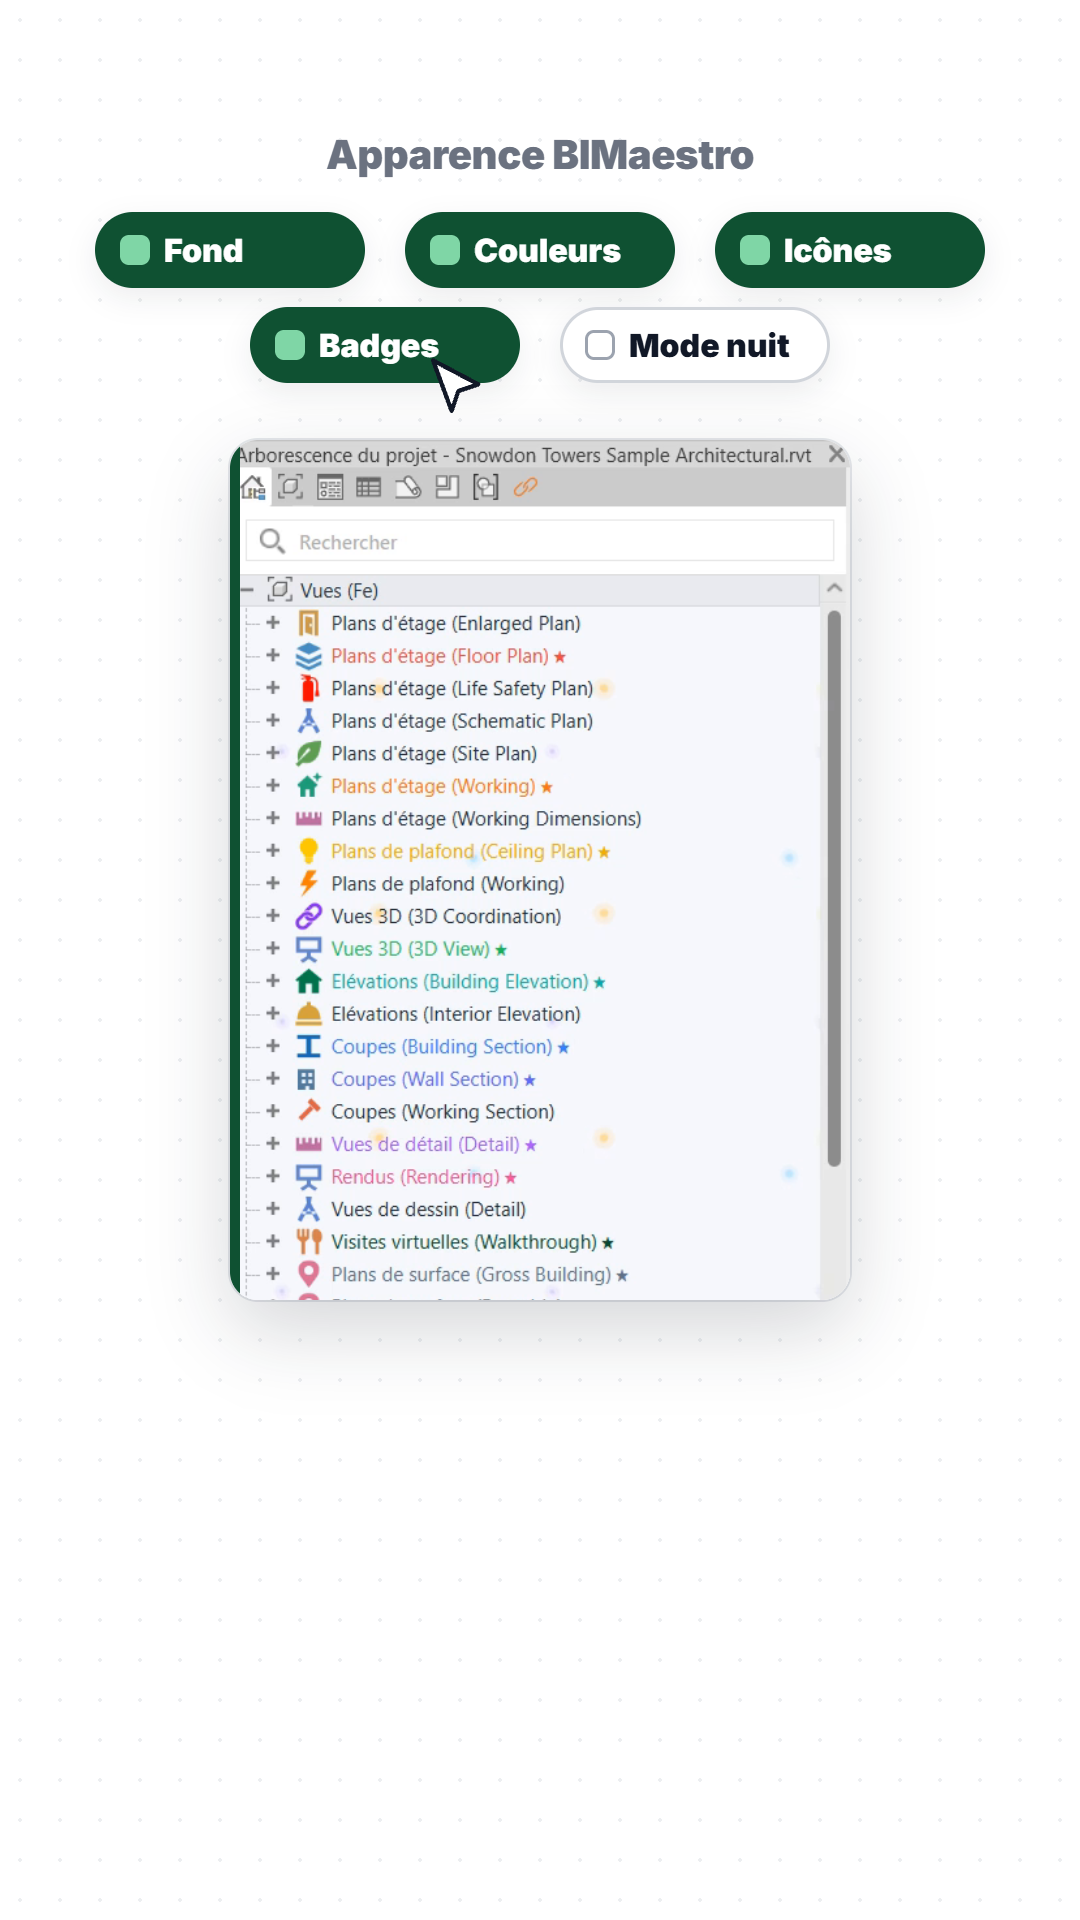 Apparence BIMaestro
Fond
Couleurs
Icônes
Badges
Mode nuit
Arborescence du projet - Snowdon Towers Sample Architectural.rvt
Rechercher
Vues (Fe)
Plans d'étage (Enlarged Plan)
Plans d'étage (Floor Plan) ★
Plans d'étage (Life Safety Plan)
Plans d'étage (Schematic Plan)
Plans d'étage (Site Plan)
Plans d'étage (Working) ★
Plans d'étage (Working Dimensions)
Plans de plafond (Ceiling Plan) ★
Plans de plafond (Working)
Vues 3D (3D Coordination)
Vues 3D (3D View) ★
Elévations (Building Elevation) ★
Elévations (Interior Elevation)
Coupes (Building Section) ★
Coupes (Wall Section) ★
Coupes (Working Section)
Vues de détail (Detail) ★
Rendus (Rendering) ★
Vues de dessin (Detail)
Visites virtuelles (Walkthrough) ★
Plans de surface (Gross Building) ★